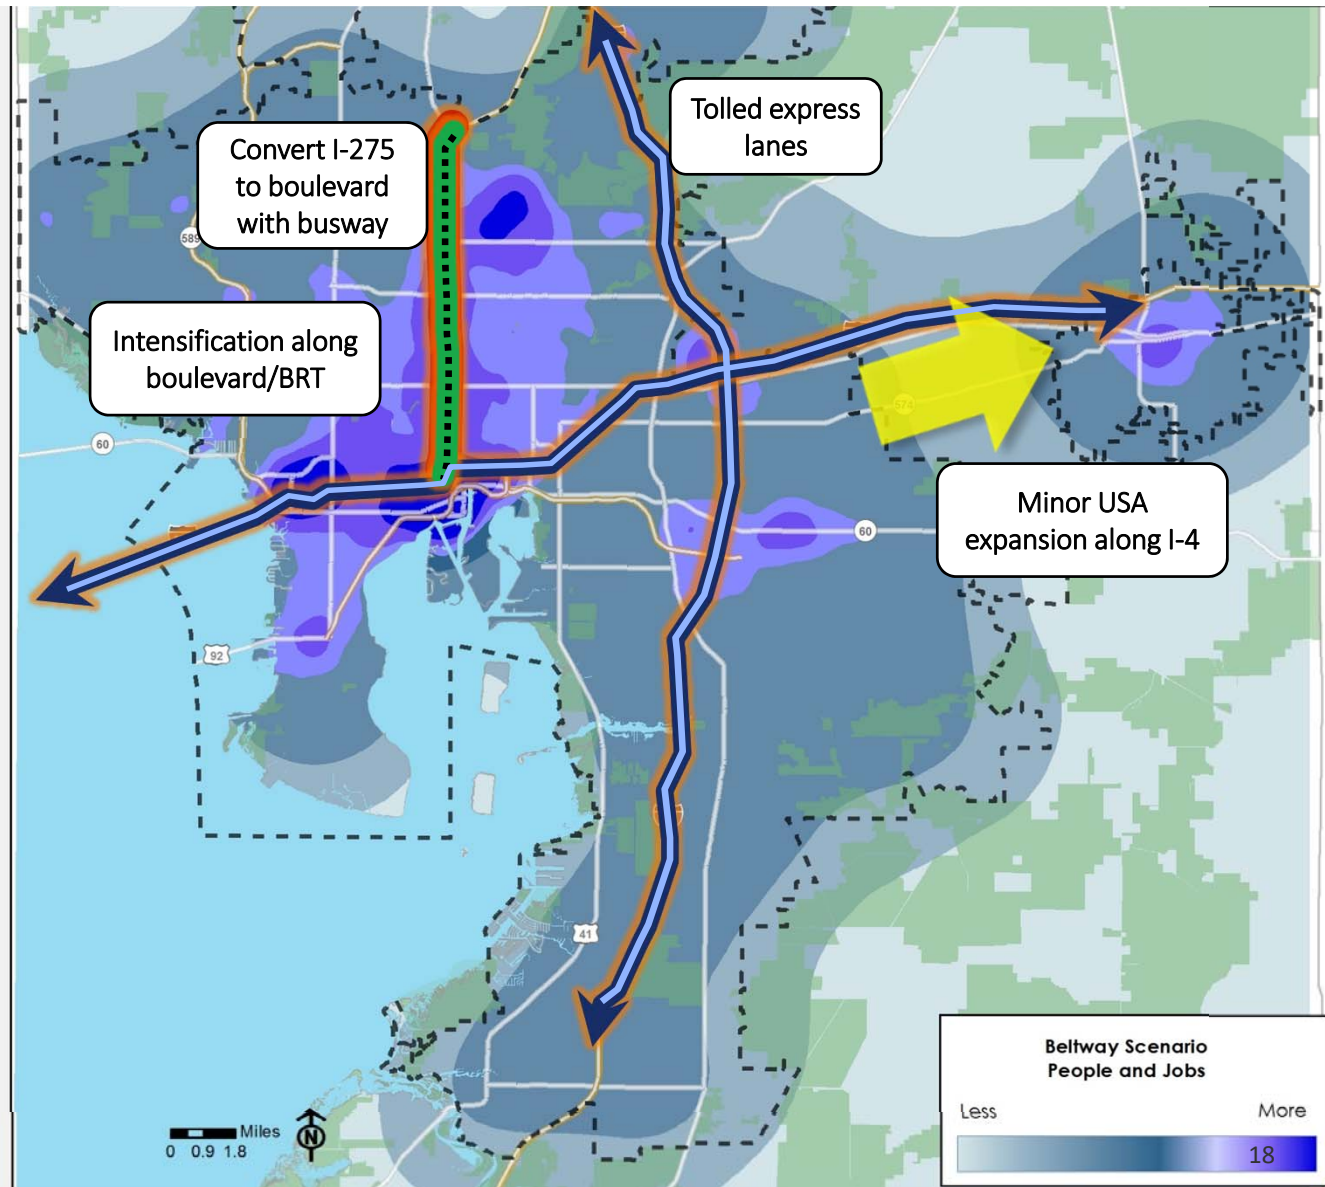 Tolled express
lanes
Convert I-275
to boulevard
with busway
589
Intensification along
boulevard/BRT
574
60
Minor USA
expansion along I-4
60
92
41
Beltway Scenario
People and Jobs
Less
More
18
Miles
0 0.9 1.8
N